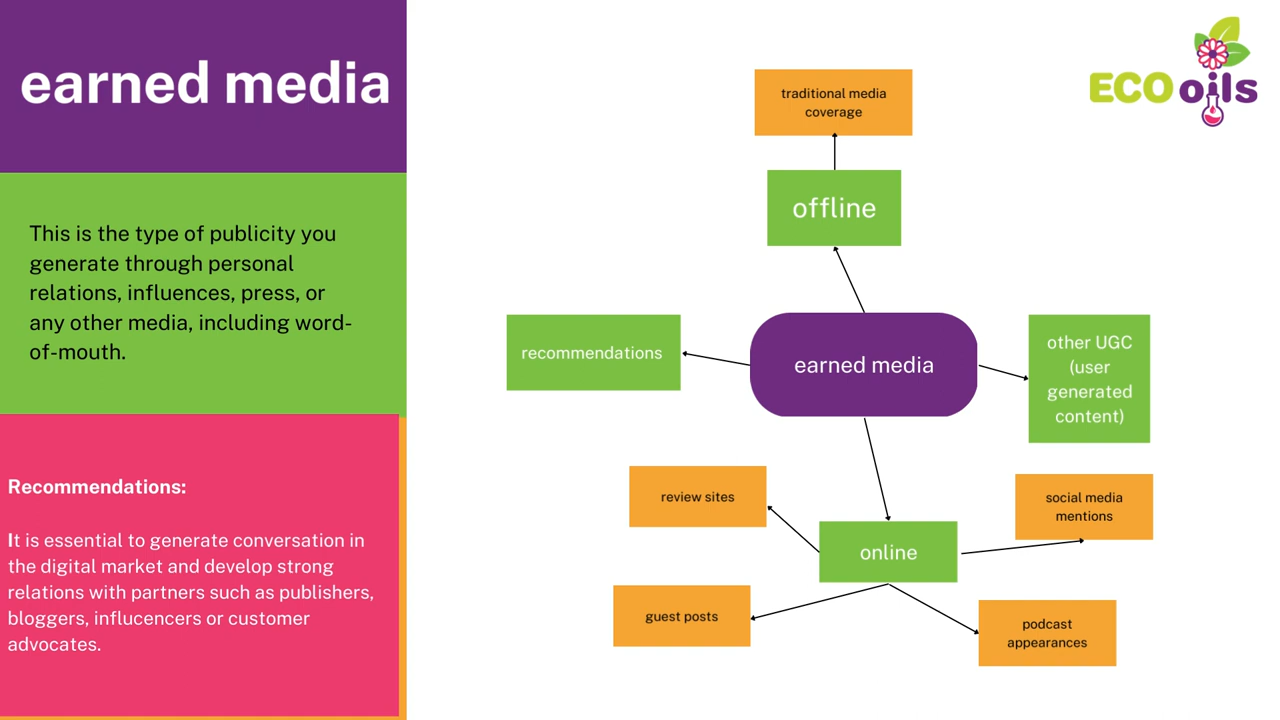 earned media
This is the type of publicity you
generate through personal
relations, influences, press, or
any other media, including word-
of-mouth.
Recommendations:
It is essential to generate conversation in
the digital market and develop strong
relations with partners such as publishers,
bloggers, influcencers or customer
advocates.
ECO oils
traditional media
coverage
offline
recommendations
earned media
other UGC
(user
generated
content)
review sites
social media
mentions
online
guest posts
podcast
appearances